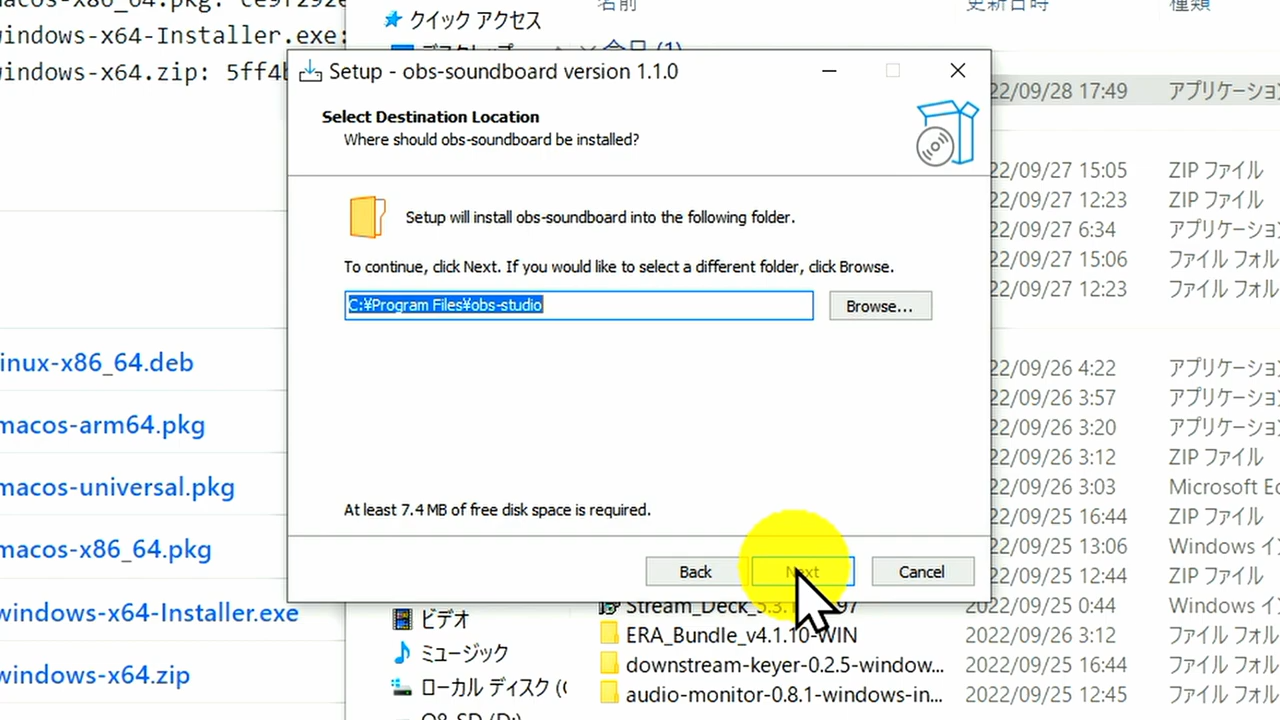 windows-x64-Installer.exe:
windows-x64.zip: 5ff4
クイック アクセス
名前
更新日時
種類
今日 (1)
Setup - obs-soundboard version 1.1.0
Select Destination Location
Where should obs-soundboard be installed?
Setup will install obs-soundboard into the following folder.
To continue, click Next. If you would like to select a different folder, click Browse.
C:¥Program Files¥obs-studio
Browse...
At least 7.4 MB of free disk space is required.
Back
Next
Cancel
linux-x86_64.deb
macos-arm64.pkg
macos-universal.pkg
macos-x86_64.pkg
windows-x64-Installer.exe
windows-x64.zip
22/09/28 17:49 アプリケーション
22/09/27 15:05 ZIP ファイル
22/09/27 12:23 ZIP ファイル
22/09/27 6:34 アプリケーショ
22/09/27 15:06 ファイル フォル
22/09/27 12:23 ファイル フォル
22/09/26 4:22 アプリケーショ
22/09/26 3:57 アプリケーショ
22/09/26 3:20 アプリケーショ
22/09/26 3:12 ZIP ファイル
22/09/26 3:03 Microsoft Ed
22/09/25 16:44 ZIP ファイル
22/09/25 13:06 Windows イン
22/09/25 12:44 ZIP ファイル
2022/09/25 0:44 Windows イン
ビデオ
ミュージック
ローカル ディスク (C
ERA_Bundle_v4.1.10-WIN 2022/09/26 3:12 ファイル フォル
downstream-keyer-0.2.5-window... 2022/09/25 16:44 ファイル フォル
audio-monitor-0.8.1-windows-in... 2022/09/25 12:45 ファイル フォル